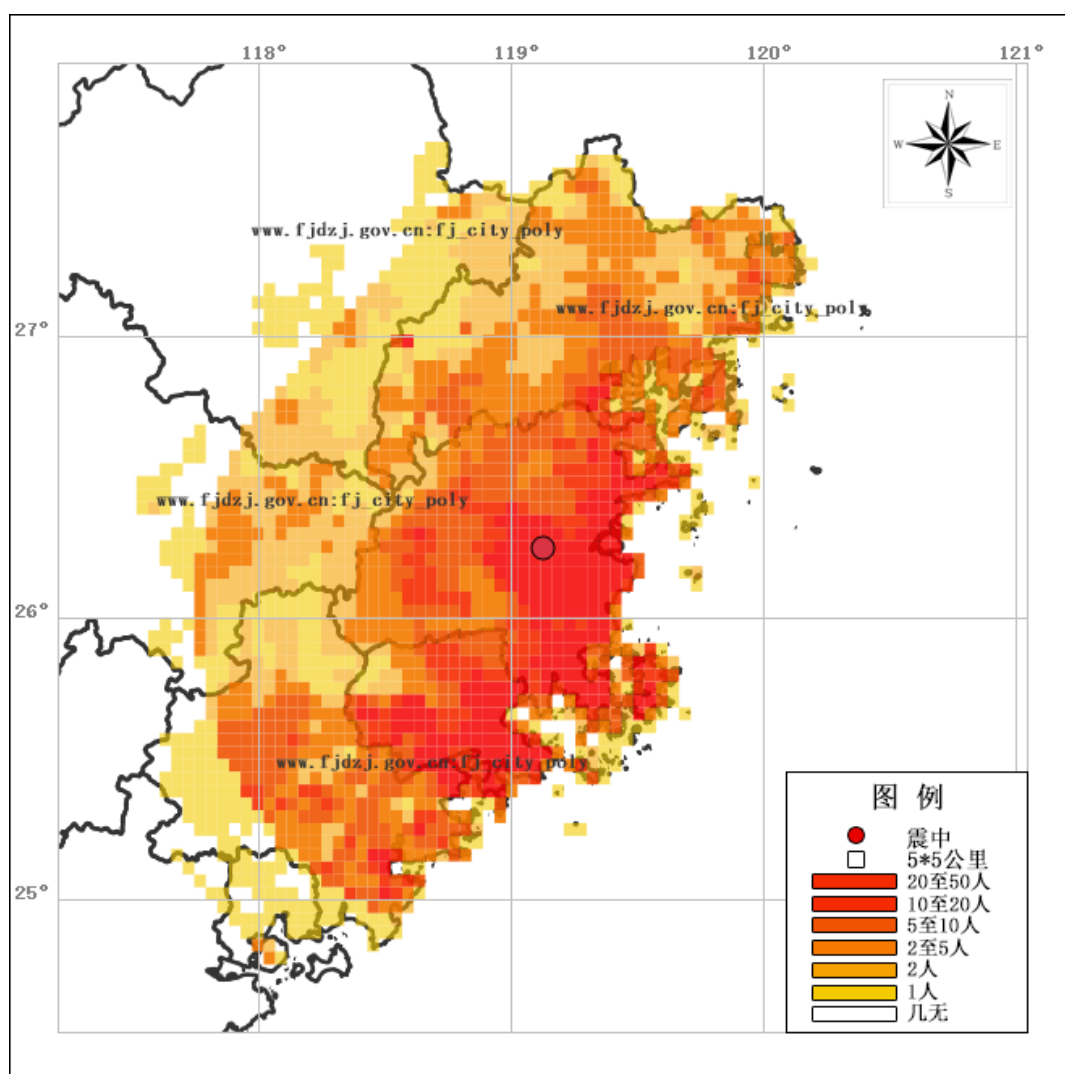 118° 119° 120° 121°
N
W E
S
www.fjdzj.gov.cn:fj_city_poly
www.fjdzj.gov.cn:fj_city_poly
27°
www.fjdzj.gov.cn:fj_city_poly
26°
www.fjdzj.gov.cn:fj_city_poly
图 例
震中
5*5公里
20至50人
10至20人
5至10人
2至5人
2人
1人
几无
25°